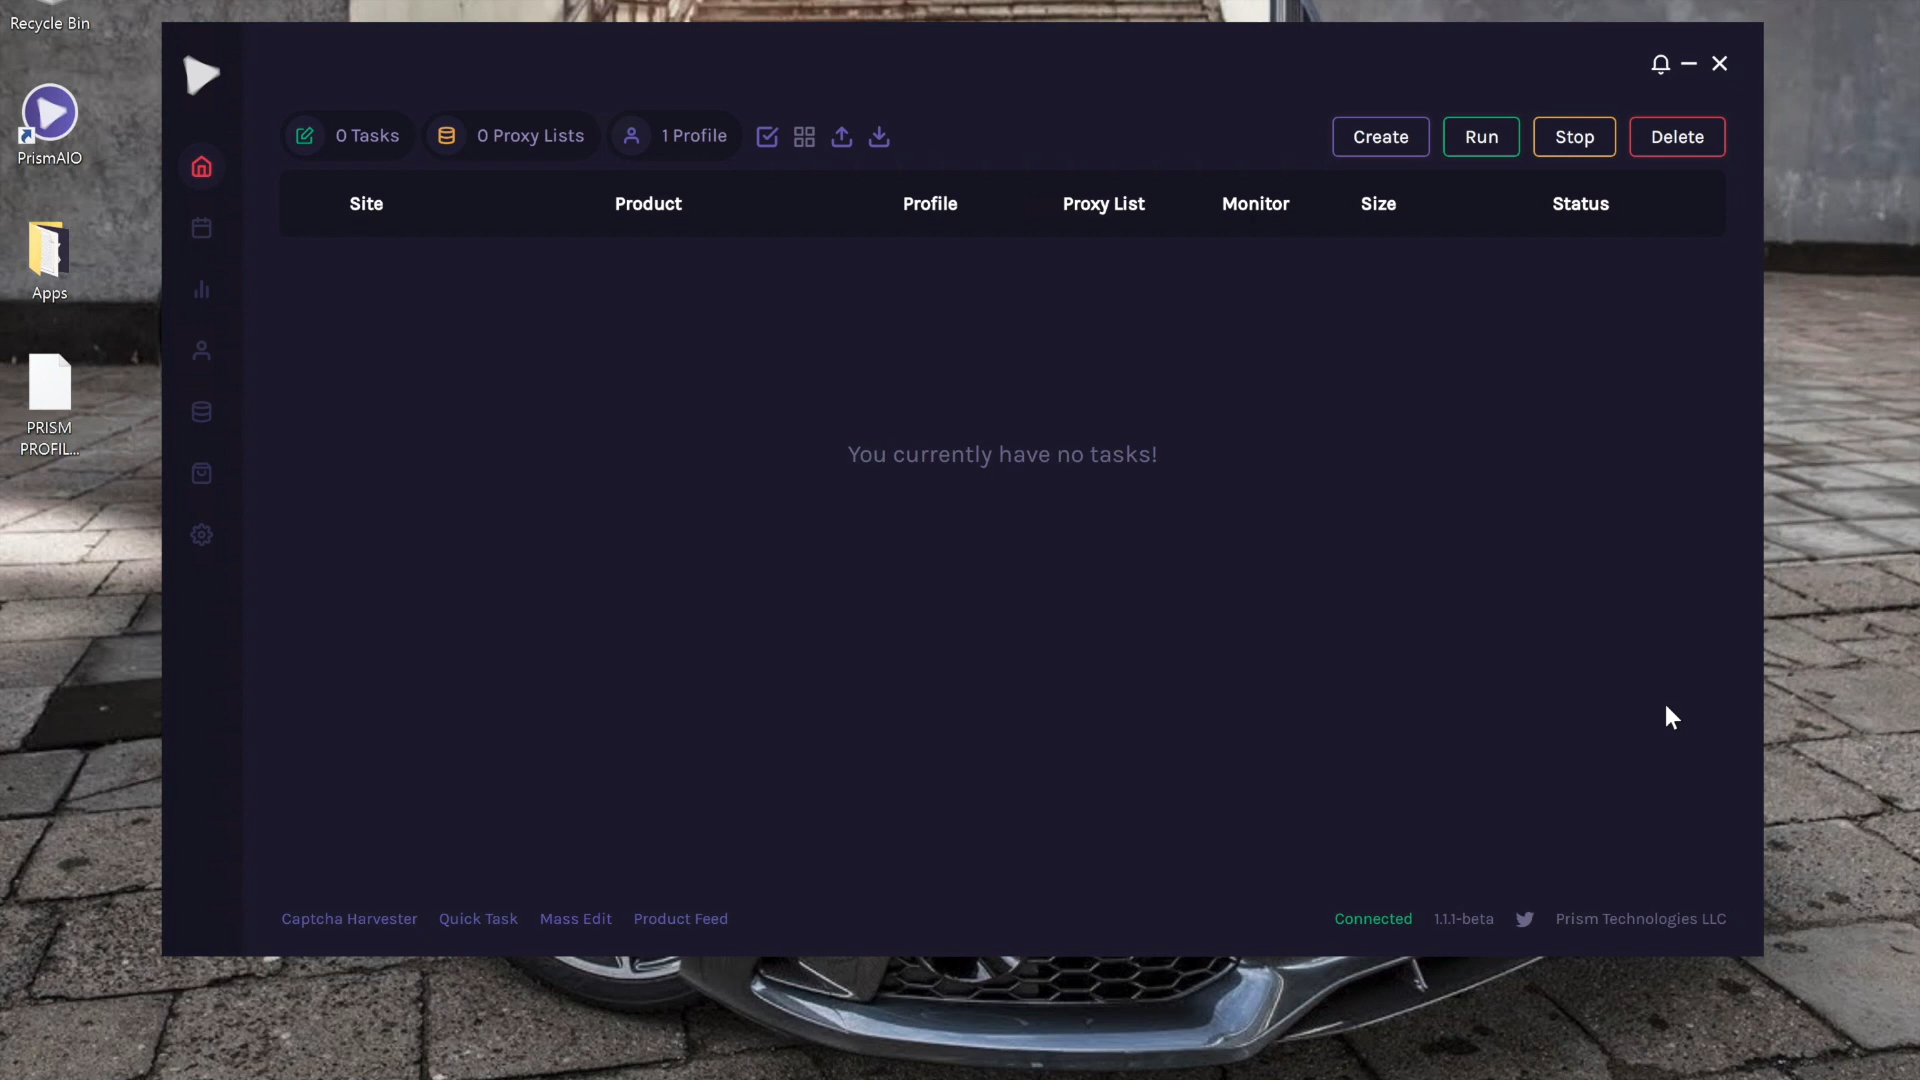 Recycle Bin
PrismAIO
Apps
PRISM
PROFIL...
0 Tasks
0 Proxy Lists
1 Profile
Create
Run
Stop
Delete
Site
Product
Profile
Proxy List
Monitor
Size
Status
You currently have no tasks!
Captcha Harvester
Quick Task
Mass Edit
Product Feed
Connected
1.1.1-beta
Prism Technologies LLC